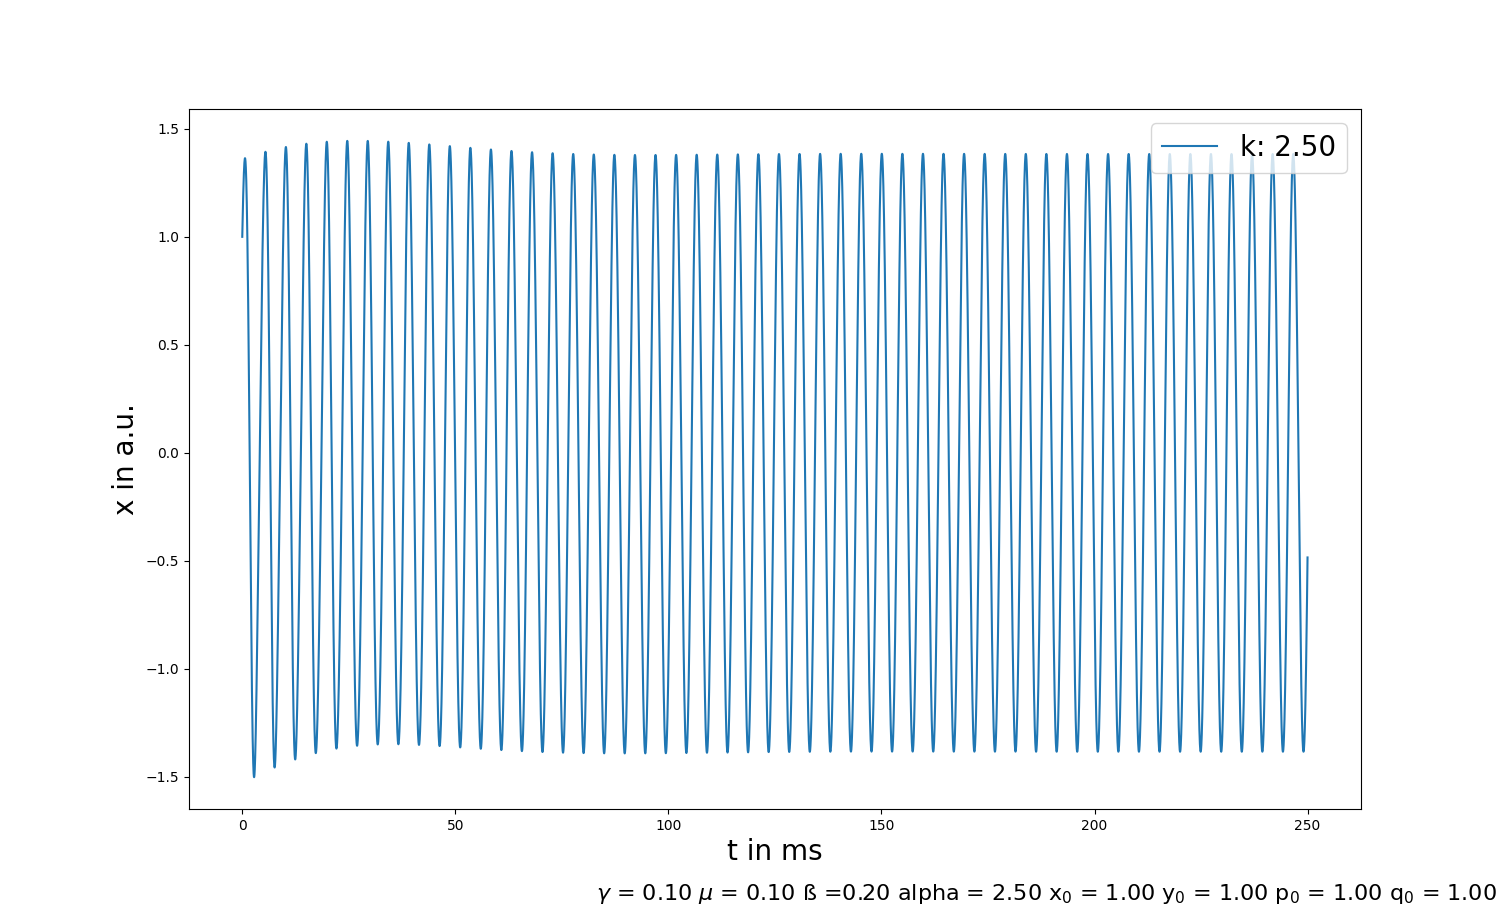 k: 2.50
1.5
1.0
0.5
0.0
−0.5
−1.0
−1.5
x in a.u.
0 50 100 150 200 250
t in ms
γ = 0.10 μ = 0.10 ß =0.20 alpha = 2.50 x₀ = 1.00 y₀ = 1.00 p₀ = 1.00 q₀ = 1.00